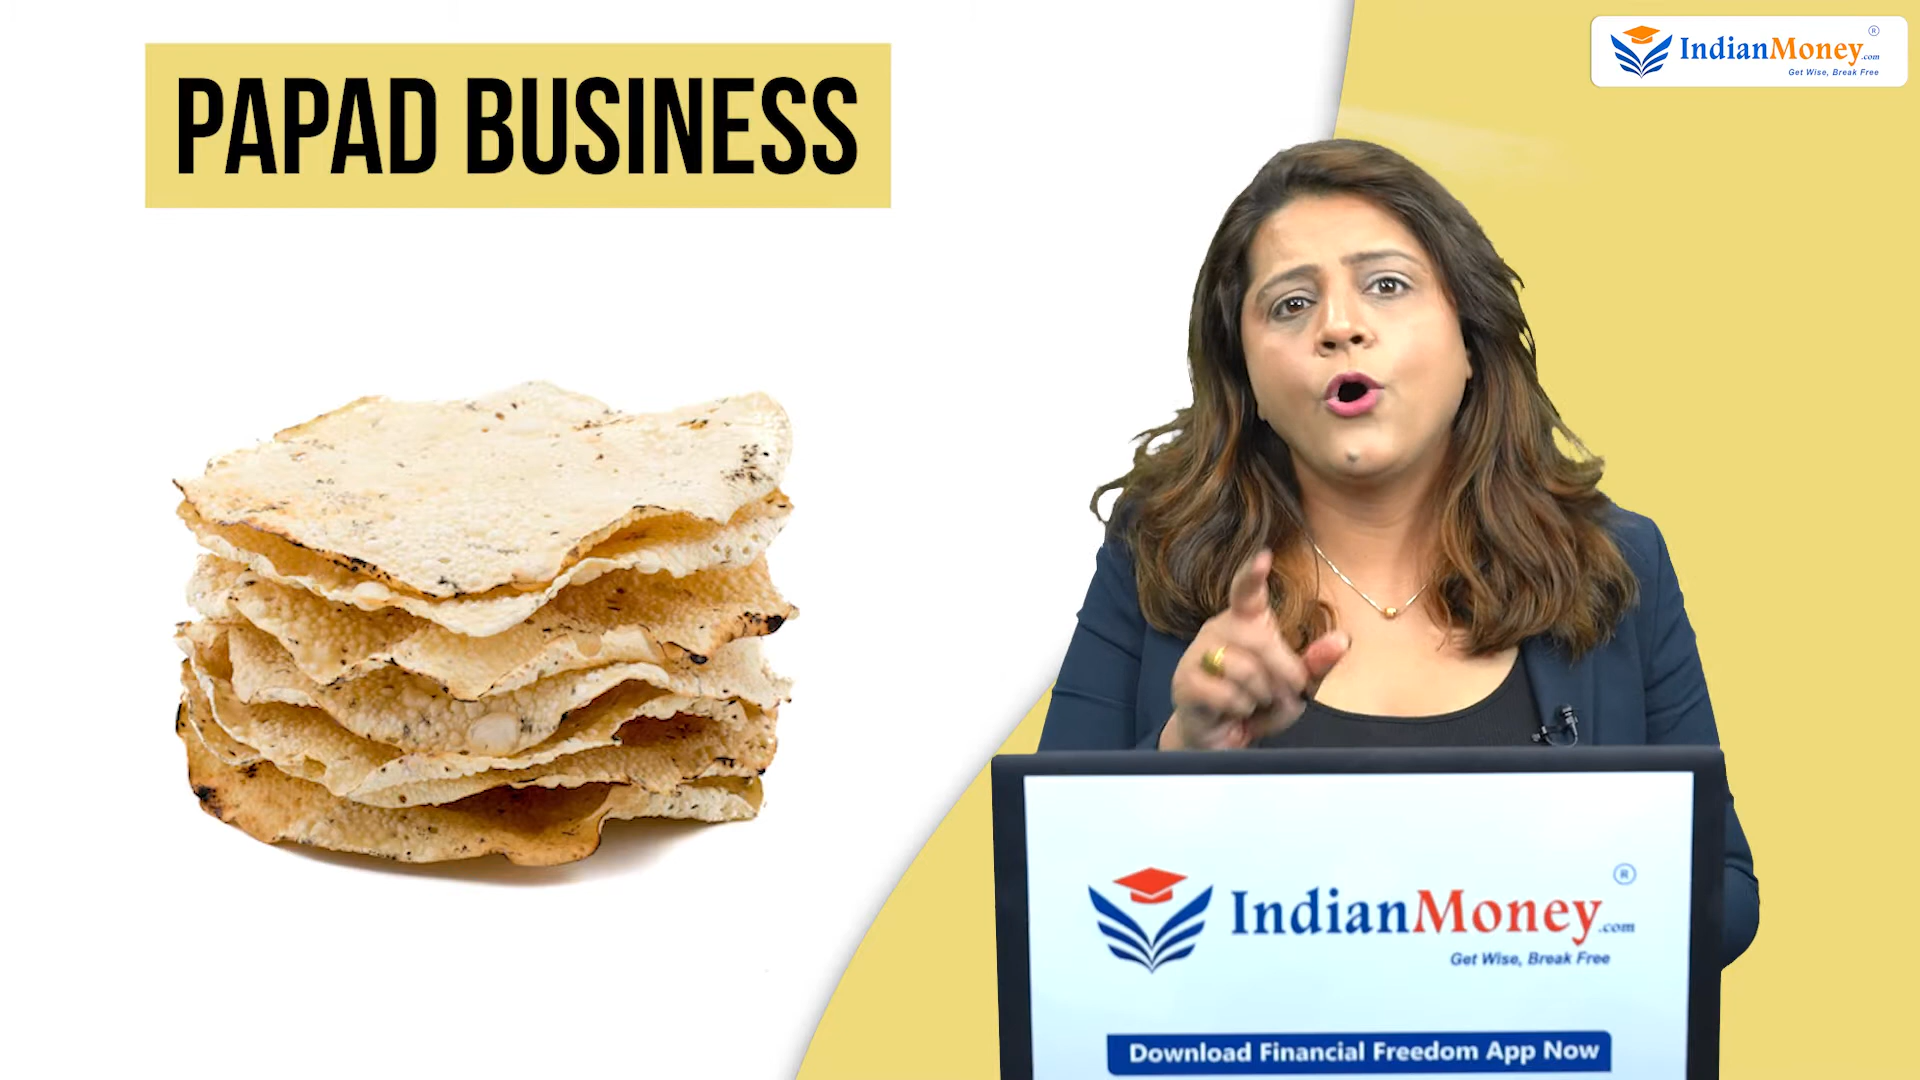 PAPAD BUSINESS
IndianMoney.com ®
Get Wise, Break Free
IndianMoney.com ®
Get Wise, Break Free
Download Financial Freedom App Now